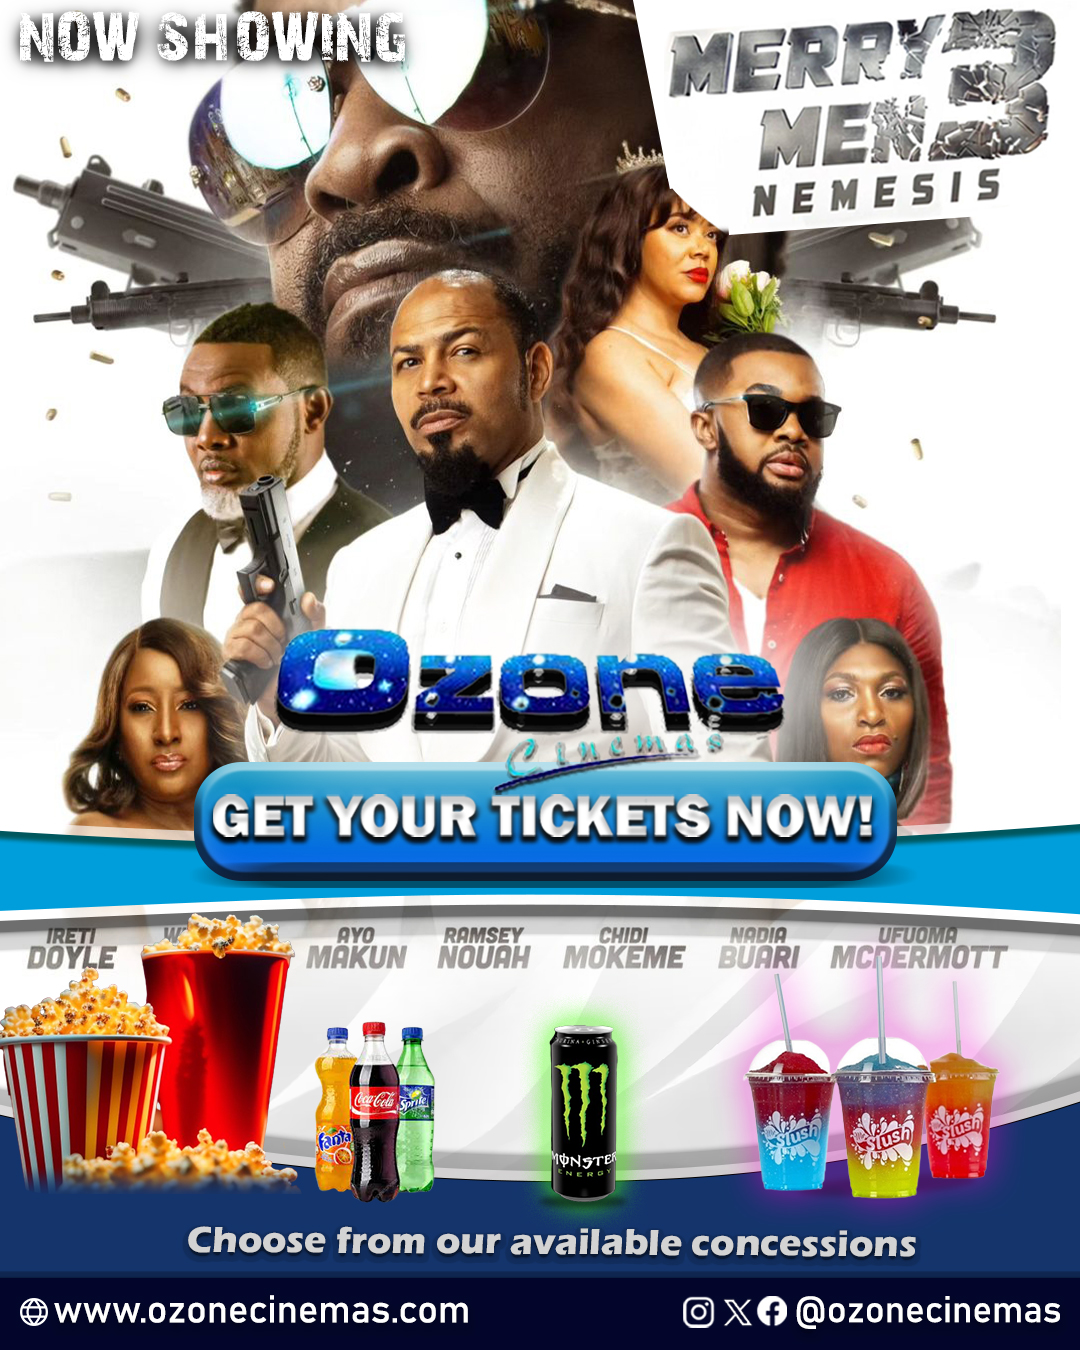 NOW SHOWING
MERRY
MEN 3
NEMESIS
Ozone
Cinemas
GET YOUR TICKETS NOW!
IRETI
DOYLE
AYO
MAKUN
RAMSEY
NOUAH
CHIDI
MOKEME
NADIA
BUARI
UFUOMA
MCDERMOTT
Fanta
Coca-Cola
Sprite
MONSTER
ENERGY
Mr. Slush
Mr. Slush
Slush
Choose from our available concessions
www.ozonecinemas.com
@ozonecinemas